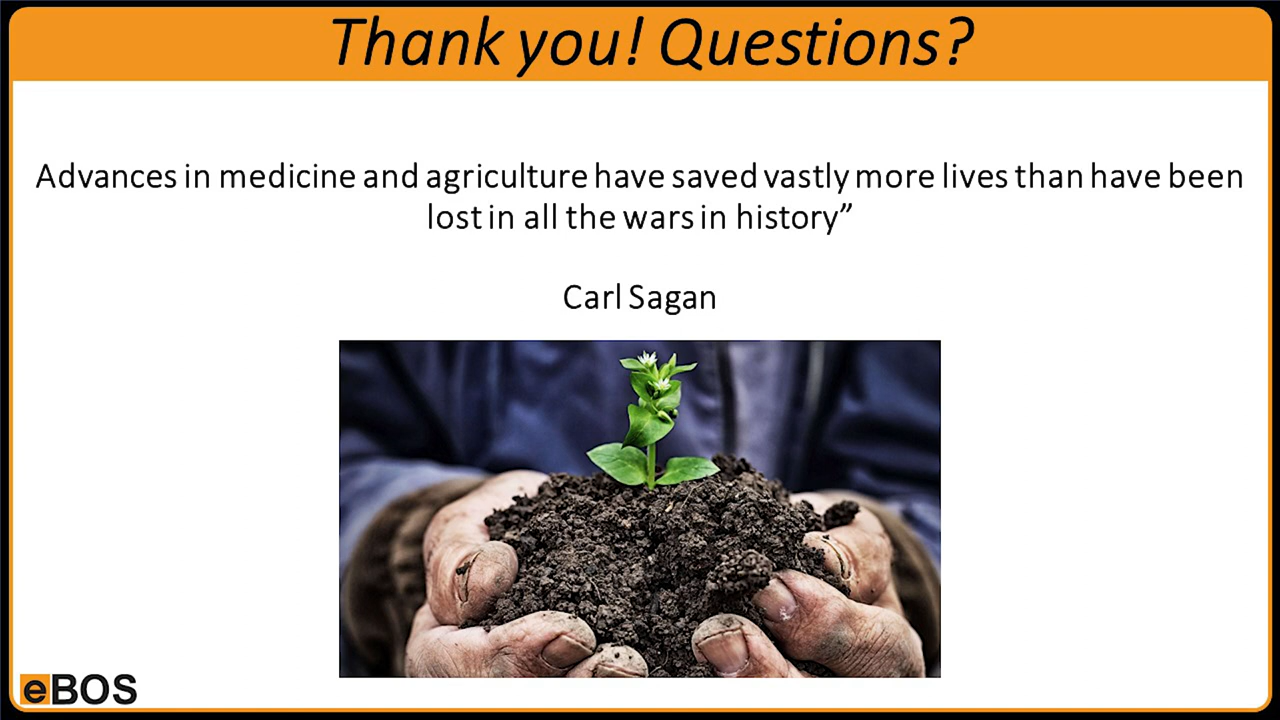 Thank you! Questions?
Advances in medicine and agriculture have saved vastly more lives than have been
lost in all the wars in history”
Carl Sagan
eBOS